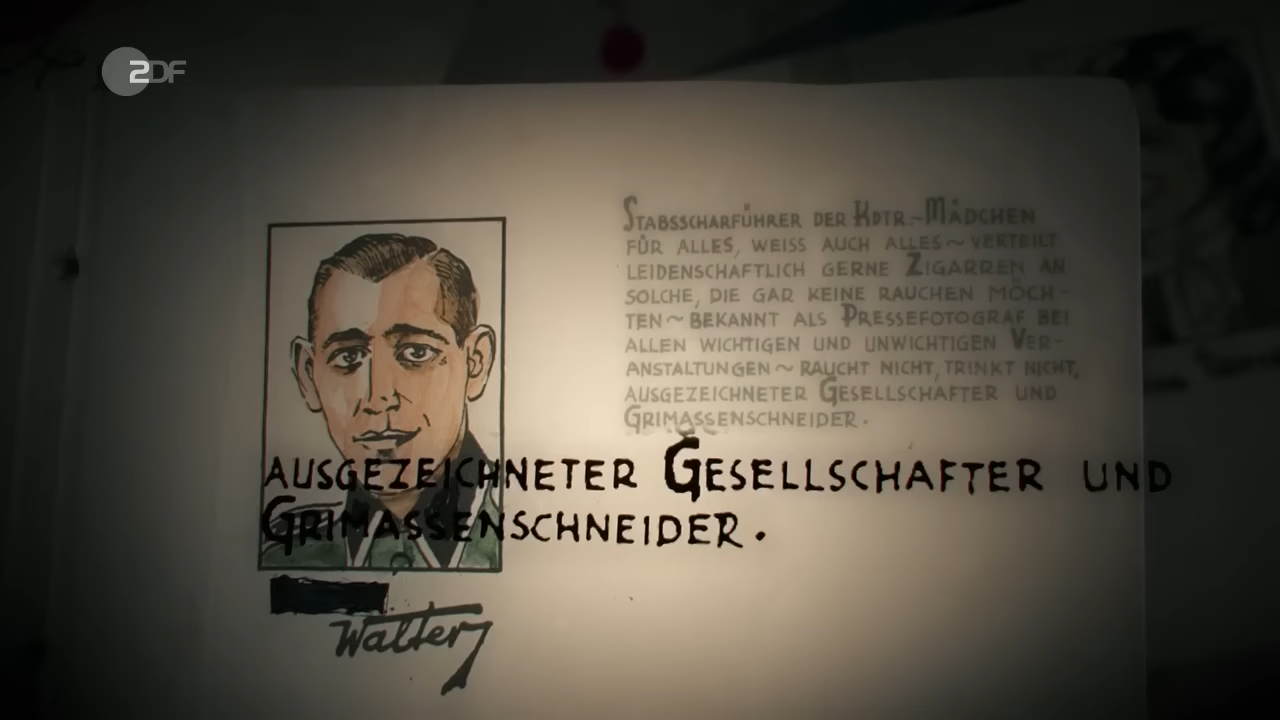 ZDF
STABSSCHARFÜHRER DER KDTR.~MÄDCHEN
FÜR ALLES, WEISS AUCH ALLES~VERTEILT
LEIDENSCHAFTLICH GERNE ZIGARREN AN
SOLCHE, DIE GAR KEINE RAUCHEN MÖCH-
TEN~BEKANNT ALS PRESSEFOTOGRAF BEI
ALLEN WICHTIGEN UND UNWICHTIGEN VER-
ANSTALTUNGEN~RAUCHT NICHT, TRINKT NICHT,
AUSGEZEICHNETER GESELLSCHAFTER UND
GRIMASSENSCHNEIDER.
AUSGEZEICHNETER GESELLSCHAFTER UND
GRIMASSENSCHNEIDER.
Walter